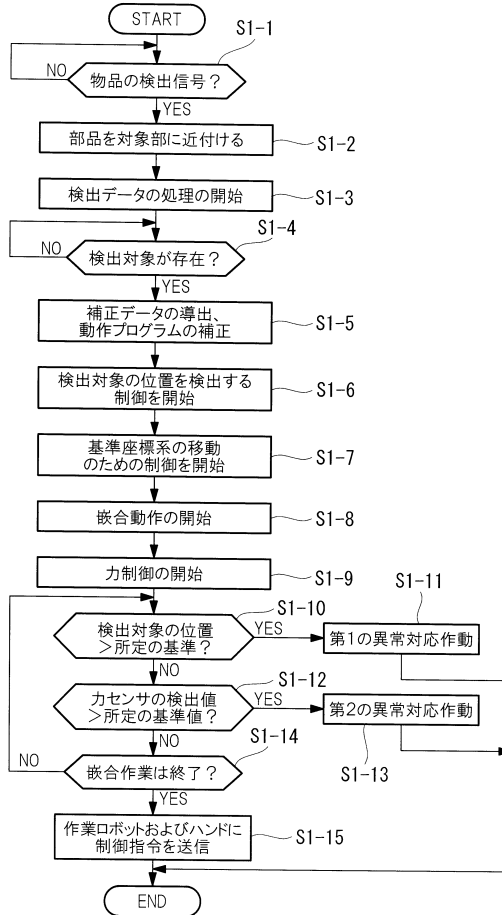 START
S1-1
物品の検出信号？
NO
YES
部品を対象部に近付ける
S1-2
検出データの処理の開始
S1-3
S1-4
検出対象が存在？
NO
YES
補正データの導出、
動作プログラムの補正
S1-5
検出対象の位置を検出する
制御を開始
S1-6
基準座標系の移動
のための制御を開始
S1-7
嵌合動作の開始
S1-8
力制御の開始
S1-9
S1-10
S1-11
検出対象の位置
＞所定の基準？
YES
第1の異常対応作動
NO
S1-12
力センサの検出値
＞所定の基準値？
YES
第2の異常対応作動
NO
S1-13
S1-14
嵌合作業は終了？
NO
YES
作業ロボットおよびハンドに
制御指令を送信
S1-15
END